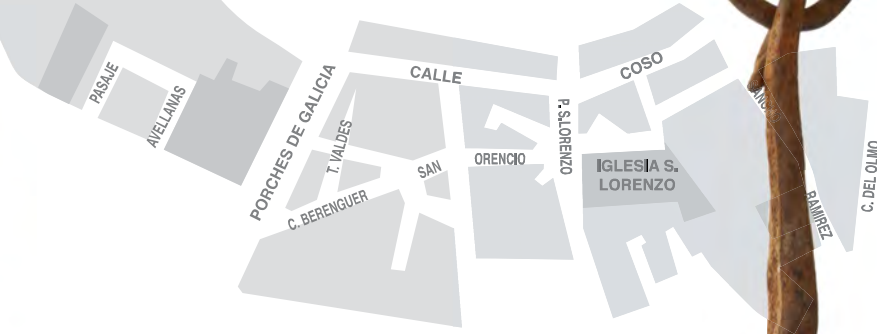 PASAJE
AVELLANAS
PORCHES DE GALICIA
CALLE
COSO
T. VALDES
C. BERENGUER
SAN
ORENCIO
P. S.LORENZO
IGLESIA S.
LORENZO
RAMIREZ
C. DEL OLMO